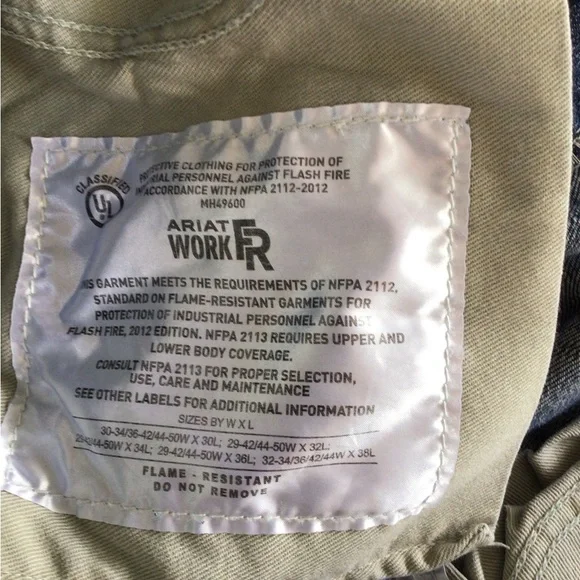 CLASSIFIED
UL
CLOTHING FOR PROTECTION OF
PERSONNEL AGAINST FLASH FIRE
IN ACCORDANCE WITH NFPA 2112-2012
MH49600
ARIAT
WORK FR
GARMENT MEETS THE REQUIREMENTS OF NFPA 2112,
STANDARD ON FLAME-RESISTANT GARMENTS FOR
PROTECTION OF INDUSTRIAL PERSONNEL AGAINST
FLASH FIRE, 2012 EDITION. NFPA 2113 REQUIRES UPPER AND
LOWER BODY COVERAGE.
CONSULT NFPA 2113 FOR PROPER SELECTION,
USE, CARE AND MAINTENANCE
SEE OTHER LABELS FOR ADDITIONAL INFORMATION
SIZES BY W X L
30-34/36-42/44-50W X 30L; 29-42/44-50W X 32L;
X 34L; 29-42/44-50W X 36L; 32-34/36/42/44W X 38L
FLAME - RESISTANT
DO NOT REMOVE